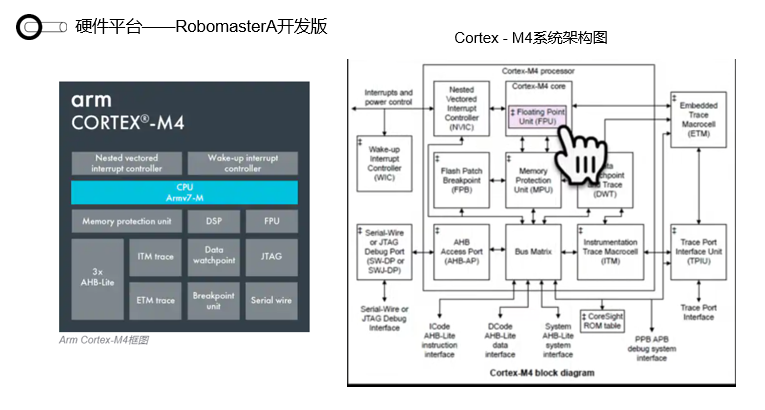 硬件平台——RobomasterA开发版
Cortex - M4系统架构图
arm
CORTEX®-M4
Nested vectored
interrupt controller
Wake-up interrupt
controller
CPU
Armv7-M
Memory protection unit
DSP
FPU
3x
AHB-Lite
ITM trace
Data
watchpoint
JTAG
ETM trace
Breakpoint
unit
Serial wire
Arm Cortex-M4框图
Cortex-M4 processor
Interrupts and
power control
Nested
Vectored
Interrupt
Controller
(NVIC)
Cortex-M4 core
‡ Floating Point
Unit (FPU)
‡
Embedded
Trace
Macrocell
(ETM)
‡
Wake-up
Interrupt
Controller
(WIC)
‡
Flash Patch
Breakpoint
(FPB)
‡
Memory
Protection
Unit (MPU)
and Trace
(DWT)
‡
Serial-Wire
or JTAG
Debug Port
(SW-DP or
SWJ-DP)
‡
AHB
Access Port
(AHB-AP)
Bus Matrix
‡
Instrumentation
Trace Macrocell
(ITM)
‡
Trace Port
Interface Unit
(TPIU)
Serial-Wire or
JTAG Debug
Interface
ICode
AHB-Lite
instruction
interface
DCode
AHB-Lite
data
interface
System
AHB-Lite
system
interface
‡ CoreSight
ROM table
PPB APB
debug system
interface
Trace Port
Interface
Cortex-M4 block diagram